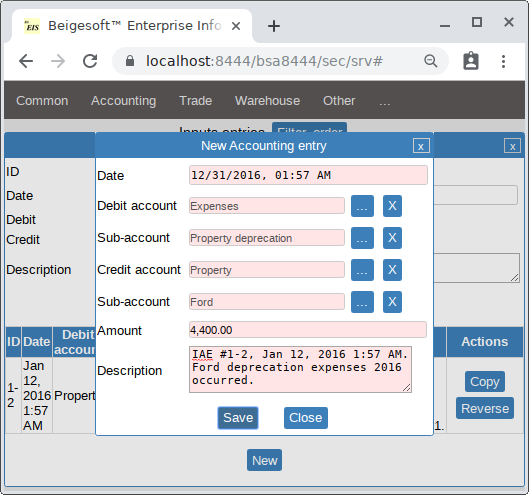 EIS Beigesoft™ Enterprise Info
localhost:8444/bsa8444/sec/srv#
Common Accounting Trade Warehouse Other ...
Inputs entries Filter, order
x
New Accounting entry x
ID
Date
Debit
Credit
Description
Date 12/31/2016, 01:57 AM
Debit account Expenses ... X
Sub-account Property deprecation ... X
Credit account Property ... X
Sub-account Ford ... X
Amount 4,400.00
Description IAE #1-2, Jan 12, 2016 1:57 AM.
Ford deprecation expenses 2016
occurred.
Save Close
ID Date Debit Actions
accoun
1-2
Jan
12,
2016
1:57
AM
Propert
1.
Copy
Reverse
New